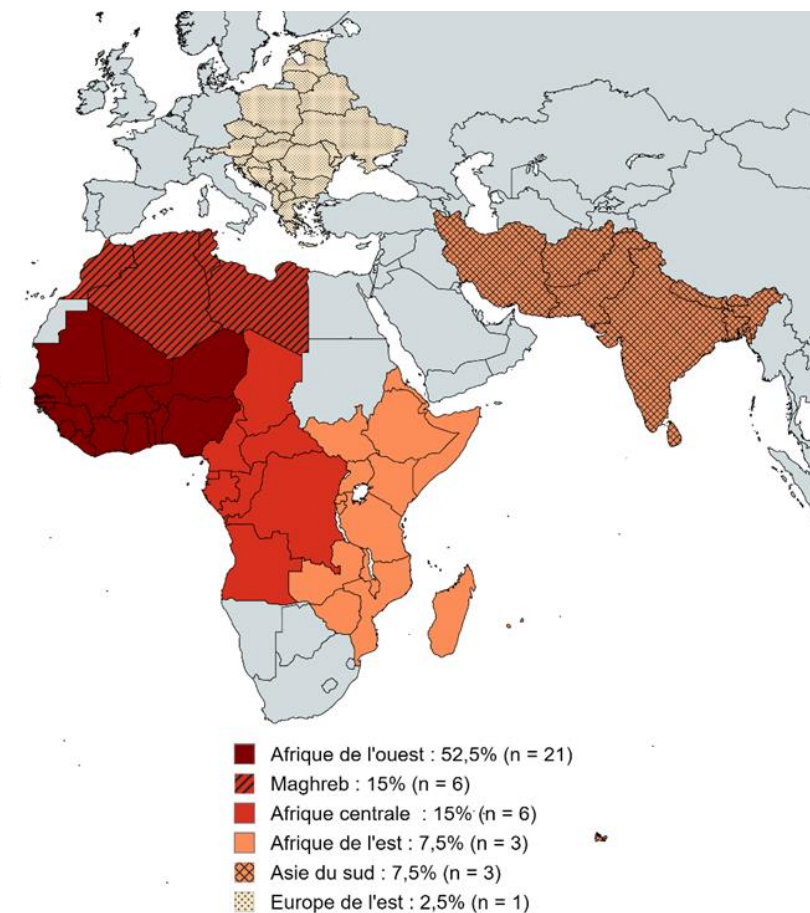 Afrique de l'ouest : 52,5% (n = 21)
Maghreb : 15% (n = 6)
Afrique centrale : 15% (n = 6)
Afrique de l'est : 7,5% (n = 3)
Asie du sud : 7,5% (n = 3)
Europe de l'est : 2,5% (n = 1)